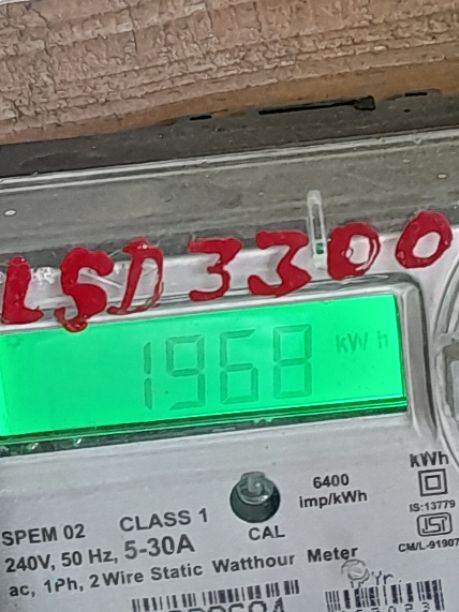 LSD 3300
1968 kWh
6400
imp/kWh
kWh
IS:13779
CM/L-91907
CAL
SPEM 02 CLASS 1
240V, 50 Hz, 5-30A
ac, 1Ph, 2 Wire Static Watthour Meter